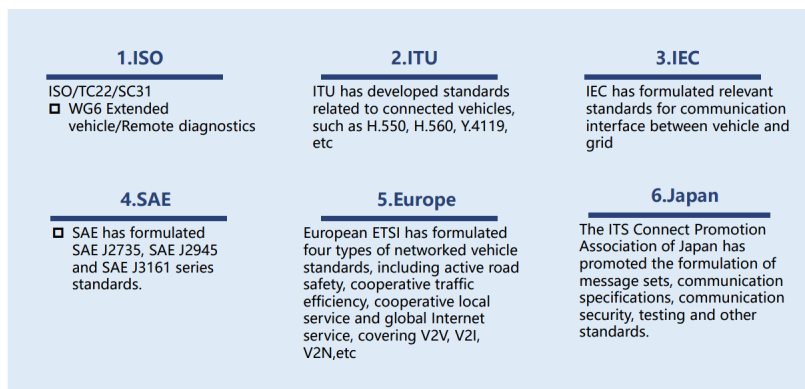 1.ISO
ISO/TC22/SC31
WG6 Extended
vehicle/Remote diagnostics
2.ITU
ITU has developed standards
related to connected vehicles,
such as H.550, H.560, Y.4119,
etc
3.IEC
IEC has formulated relevant
standards for communication
interface between vehicle and
grid
4.SAE
SAE has formulated
SAE J2735, SAE J2945
and SAE J3161 series
standards.
5.Europe
European ETSI has formulated
four types of networked vehicle
standards, including active road
safety, cooperative traffic
efficiency, cooperative local
service and global Internet
service, covering V2V, V2I,
V2N,etc
6.Japan
The ITS Connect Promotion
Association of Japan has
promoted the formulation of
message sets, communication
specifications, communication
security, testing and other
standards.